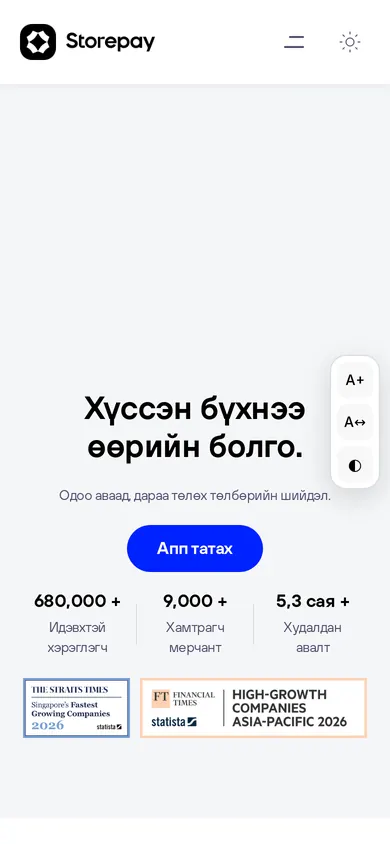 Storepay
A+
A↔
Хүссэн бүхнээ
өөрийн болго.
Одоо аваад, дараа төлөх төлбөрийн шийдэл.
Апп татах
680,000 +
Идэвхтэй
хэрэглэгч
9,000 +
Хамтрагч
мерчант
5,3 сая +
Худалдан
авалт
THE STRAITS TIMES
Singapore's Fastest
Growing Companies
2026
statista
FT
FINANCIAL
TIMES
statista
HIGH-GROWTH
COMPANIES
ASIA-PACIFIC 2026